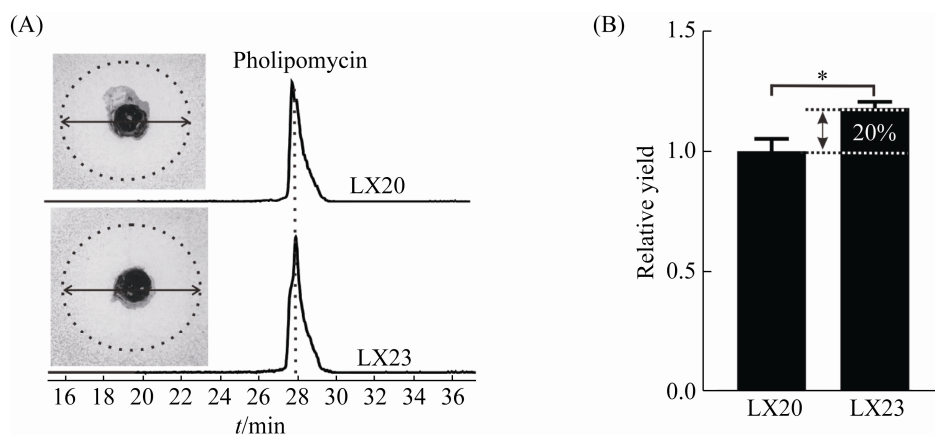 (A)
Pholipomycin
LX20
LX23
16 18 20 22 24 26 28 30 32 34 36
t/min
(B)
Relative yield
1.5
1.0
0.5
0.0
*
20%
LX20 LX23